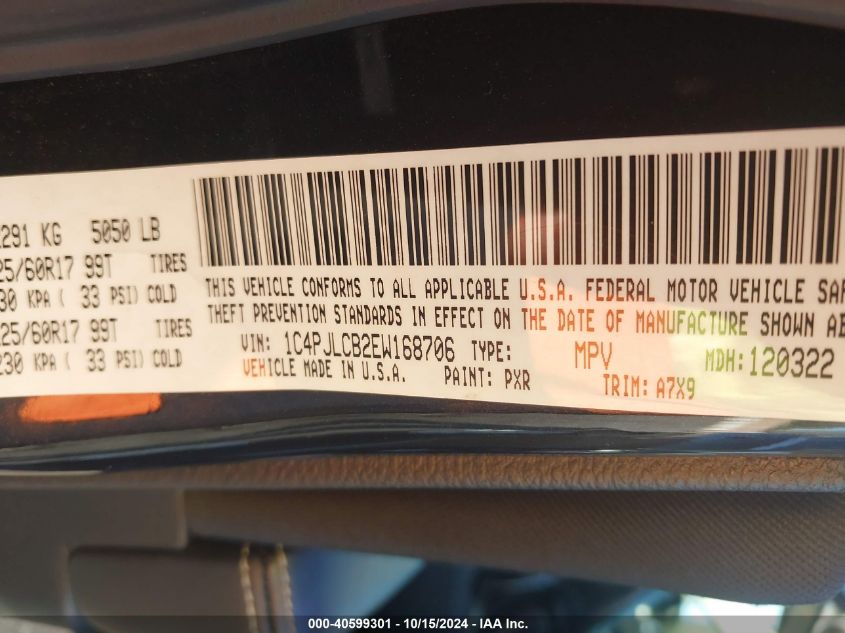 291 KG 5050 LB
25/60R17 99T TIRES
30 KPA ( 33 PSI) COLD
25/60R17 99T TIRES
230 KPA ( 33 PSI) COLD
THIS VEHICLE CONFORMS TO ALL APPLICABLE U.S.A. FEDERAL MOTOR VEHICLE SAF
THEFT PREVENTION STANDARDS IN EFFECT ON THE DATE OF MANUFACTURE SHOWN AB
VIN: 1C4PJLCB2EW168706 TYPE: MPV MDH:120322
VEHICLE MADE IN U.S.A. PAINT: PXR TRIM: A7X9
000-40599301 - 10/15/2024 - IAA Inc.